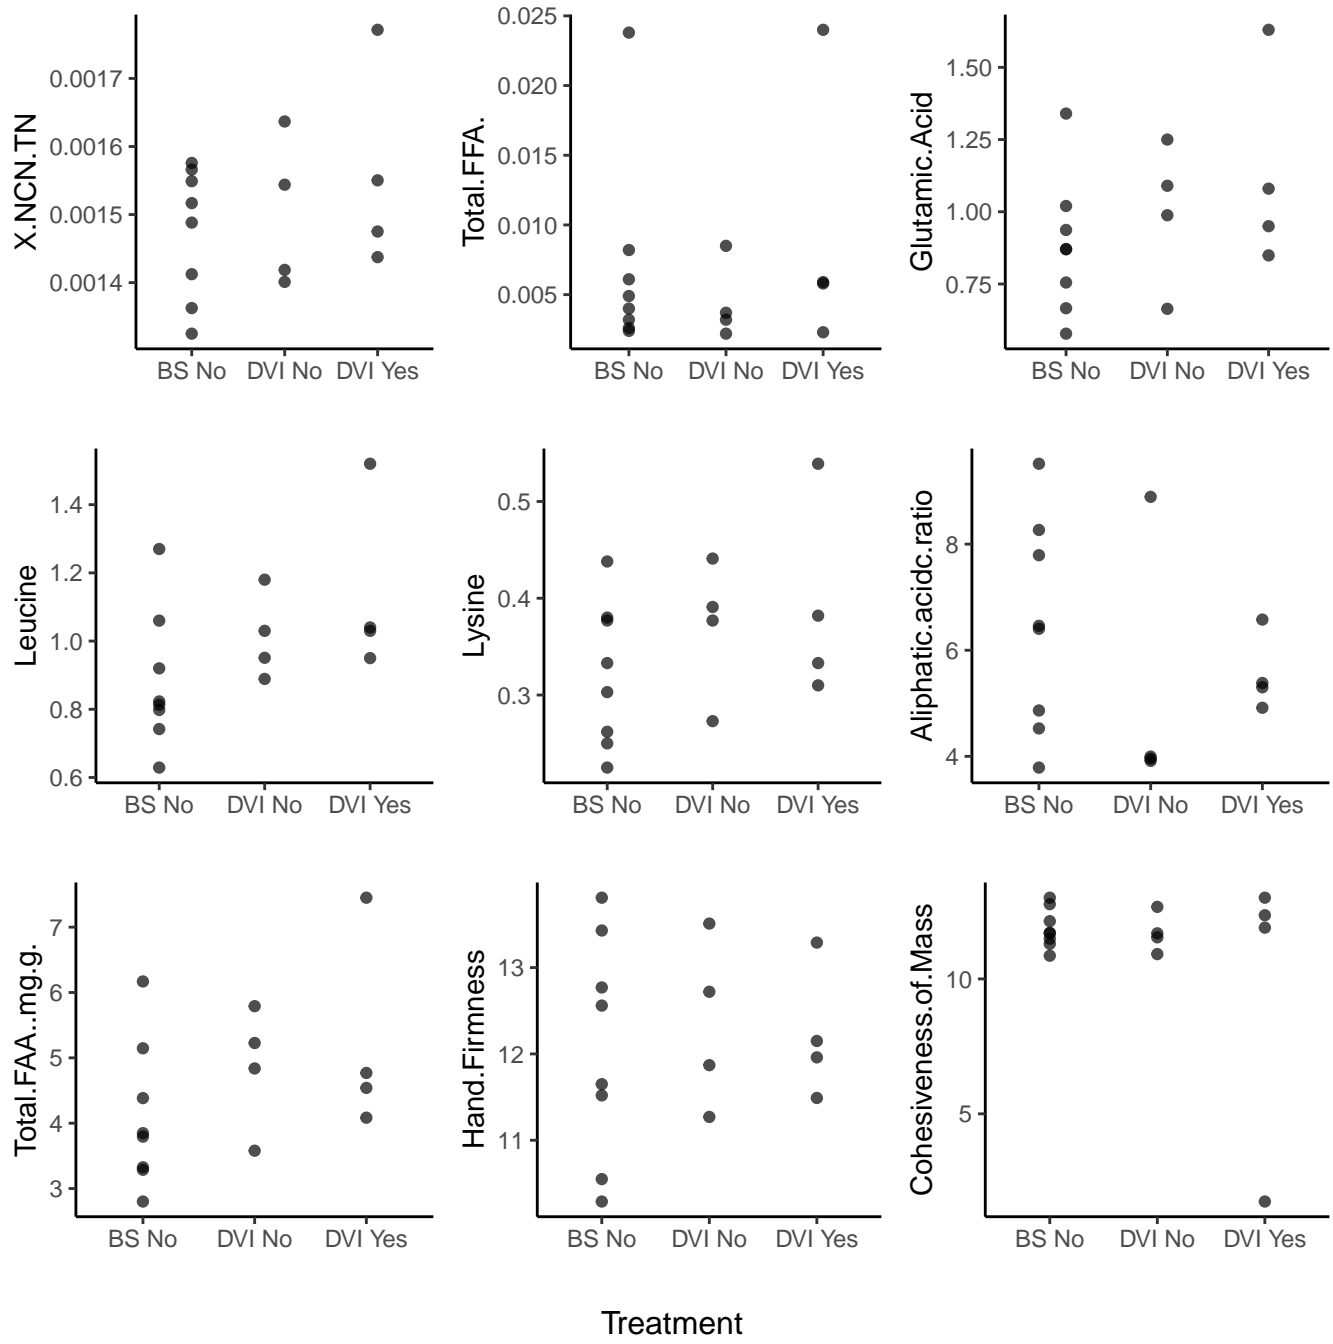 X.NCN.TN
0.0017
0.0016
0.0015
0.0014
BS No DVI No DVI Yes
Total.FFA.
0.025
0.020
0.015
0.010
0.005
BS No DVI No DVI Yes
Glutamic.Acid
1.50
1.25
1.00
0.75
BS No DVI No DVI Yes
Leucine
1.4
1.2
1.0
0.8
0.6
BS No DVI No DVI Yes
Lysine
0.5
0.4
0.3
BS No DVI No DVI Yes
Aliphatic.acidc.ratio
8
6
4
BS No DVI No DVI Yes
Total.FAA..mg.g.
7
6
5
4
3
BS No DVI No DVI Yes
Hand.Firmness
13
12
11
BS No DVI No DVI Yes
Cohesiveness.of.Mass
10
5
BS No DVI No DVI Yes
Treatment